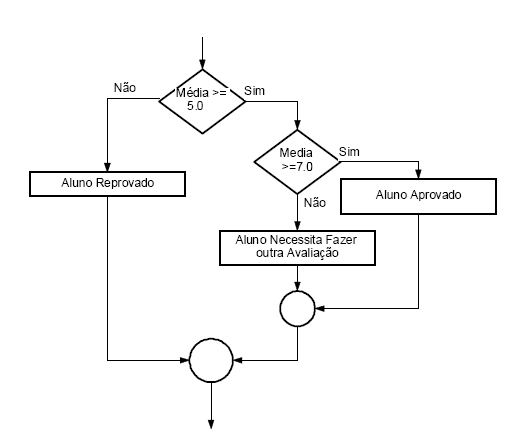 Não
Média >=
5.0
Sim
Media
>=7.0
Sim
Não
Aluno Reprovado
Aluno Aprovado
Aluno Necessita Fazer
outra Avaliação